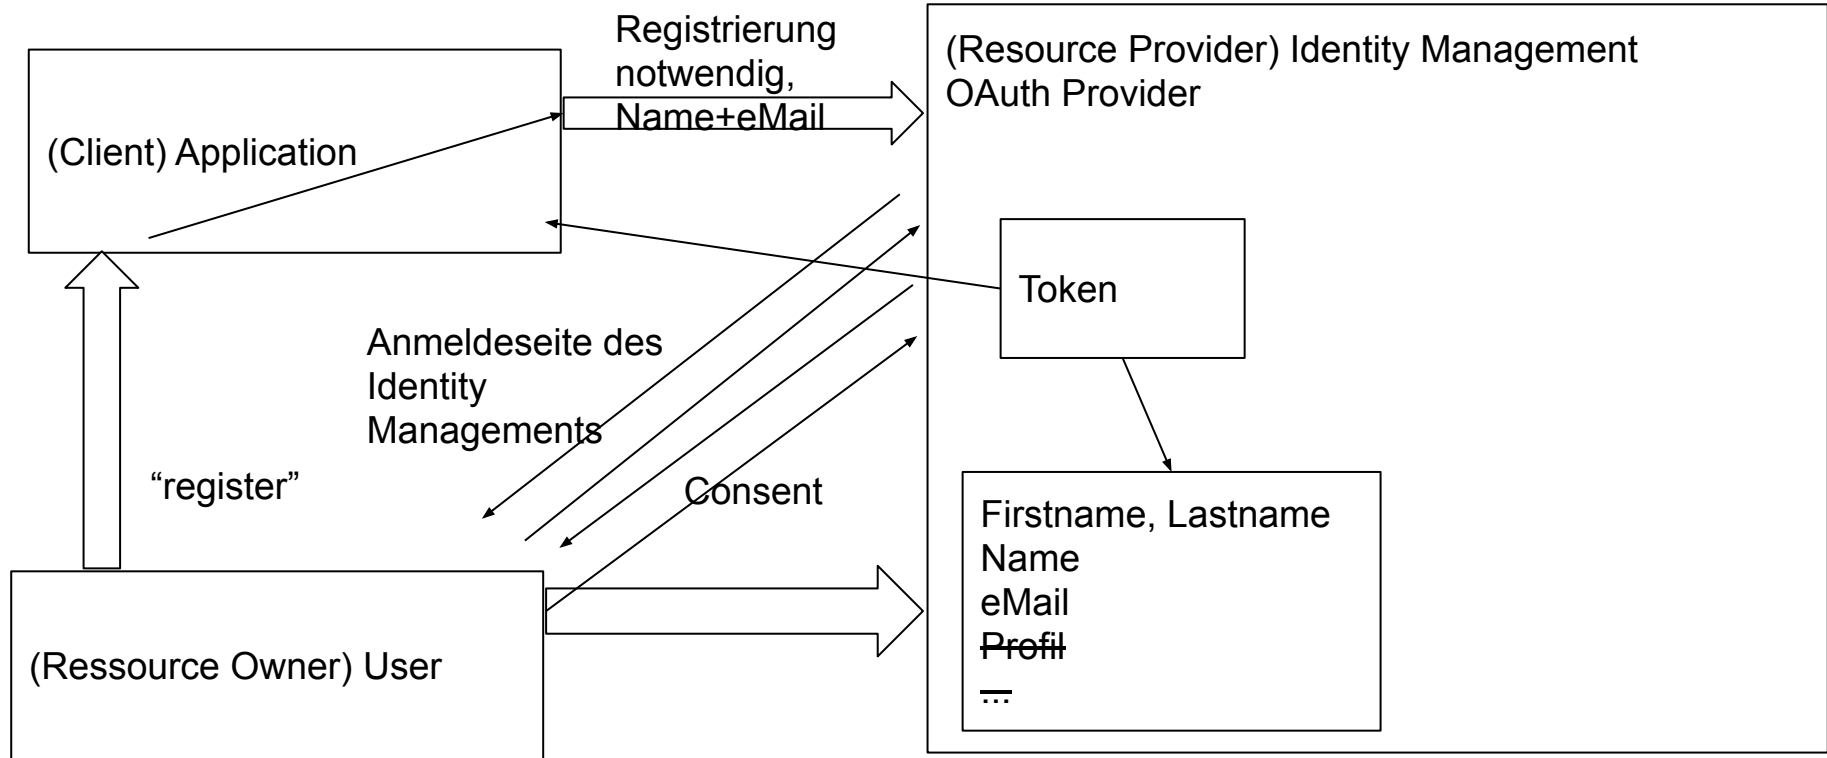 Registrierung
notwendig,
Name+eMail
(Resource Provider) Identity Management
OAuth Provider
(Client) Application
Token
Anmeldeseite des
Identity
Managements
“register”
Consent
Firstname, Lastname
Name
eMail
Profil
...
(Ressource Owner) User